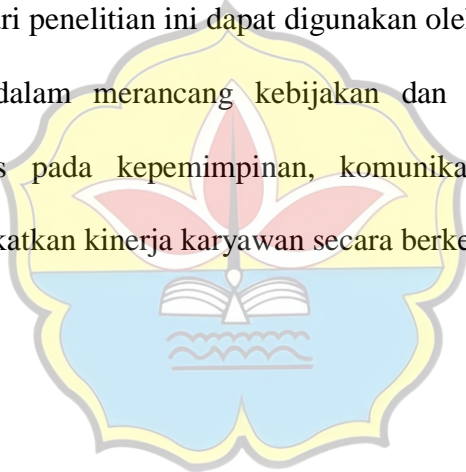 ri penelitian ini dapat digunakan ole
dalam merancang kebijakan dan
s pada kepemimpinan, komunika
katkan kinerja karyawan secara berke